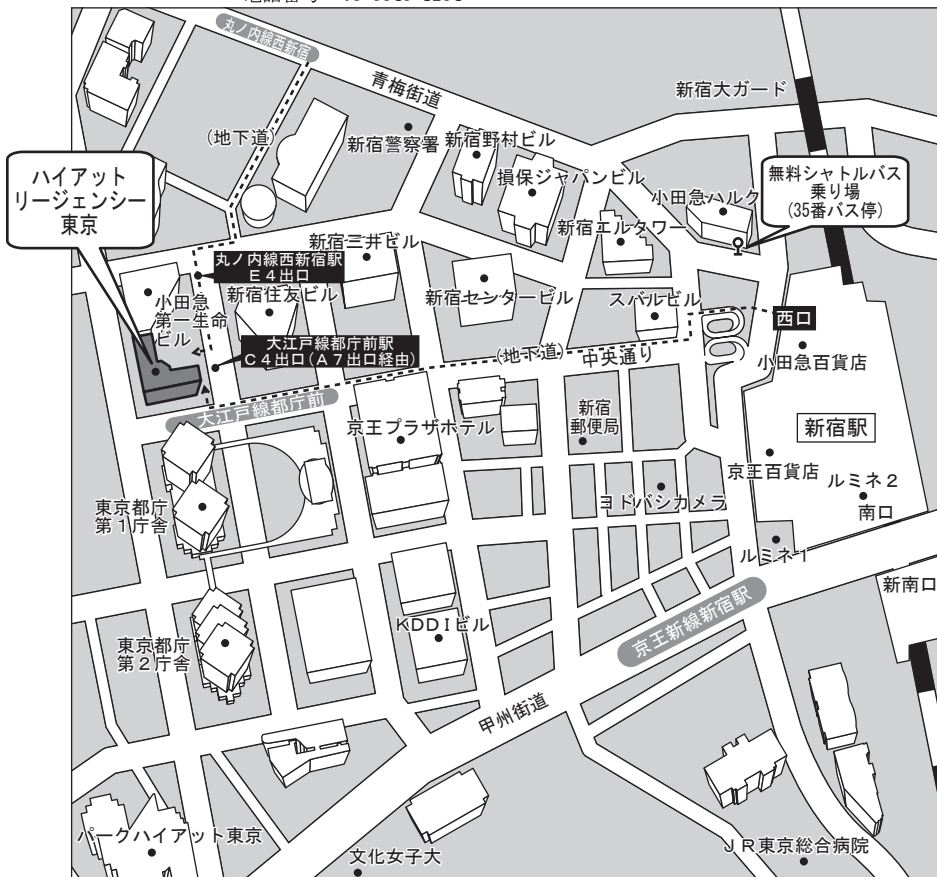 丸ノ内線西新宿
青梅街道
新宿大ガード
(地下道)
新宿警察署
新宿野村ビル
損保ジャパンビル
小田急ハルク
無料シャトルバス
乗り場
(35番バス停)
ハイアット
リージェンシー
東京
新宿エルタワー
新宿三井ビル
丸ノ内線西新宿駅
E4出口
新宿住友ビル
新宿センタービル
スバルビル
小田急
第一生命
ビル
西口
大江戸線都庁前駅
C4出口(A7出口経由)
(地下道)
中央通り
小田急百貨店
大江戸線都庁前
京王プラザホテル
新宿
郵便局
新宿駅
京王百貨店
ルミネ2
南口
東京都庁
第1庁舎
ヨドバシカメラ
ルミネ1
新南口
京王新線新宿駅
KDDIビル
東京都庁
第2庁舎
甲州街道
パークハイアット東京
文化女子大
JR東京総合病院